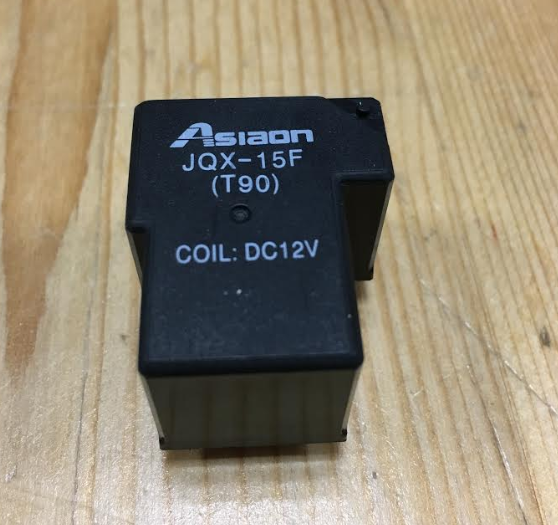 Asiaon
JQX-15F
(T90)
COIL: DC12V